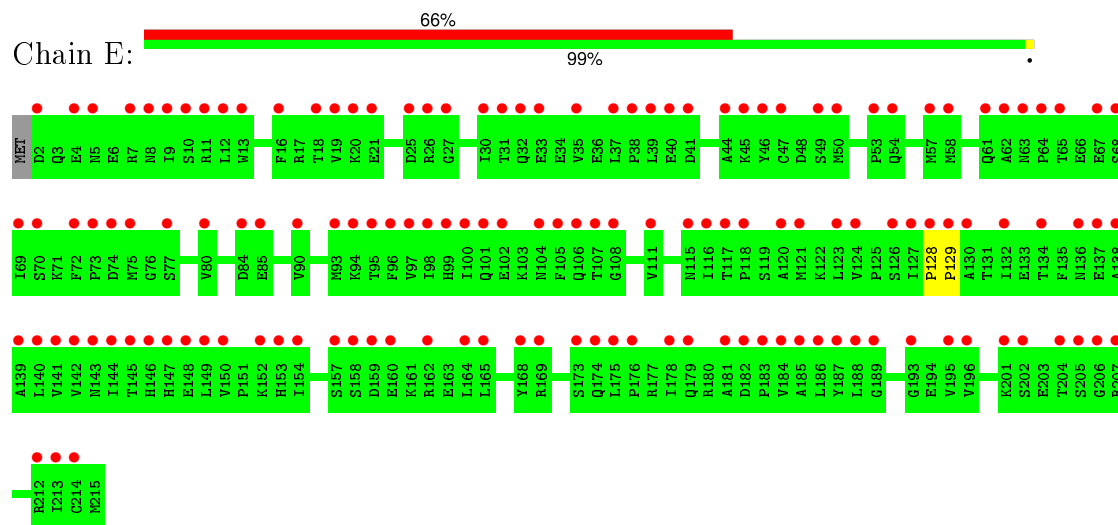 66%
Chain E:
99%
MET D2 Q3 E4 N5 E6 R7 N8 I9 S10 R11 L12 W13 F16 R17 T18 V19 K20 E21 D25 R26 G27 I30 T31 Q32 E33 E34 V35 E36 L37 P38 L39 E40 D41 A44 K45 Y46 C47 D48 S49 M50 P53 Q54 M57 M58 Q61 A62 N63 P64 T65 E66 E67 S68
I69 S70 K71 F72 P73 D74 M75 G76 S77 V80 D84 E85 V90 M93 K94 T95 F96 V97 I98 H99 I100 Q101 E102 K103 N104 F105 Q106 T107 G108 V111 N115 I116 T117 P118 S119 A120 M121 K122 L123 V124 P125 S126 I127 P128 P129 A130 T131 I132 E133 T134 F135 N136 E137 A138
A139 L140 V141 V142 N143 I144 T145 H146 H147 E148 L149 V150 P151 K152 H153 I154 S157 S158 D159 E160 K161 R162 E163 L164 L165 Y168 R169 S173 Q174 L175 P176 R177 I178 Q179 R180 A181 D182 P183 V184 A185 L186 Y187 L188 G189 G193 E194 V195 V196 K201 S202 E203 T204 S205 G206 R207
R212 I213 C214 M215